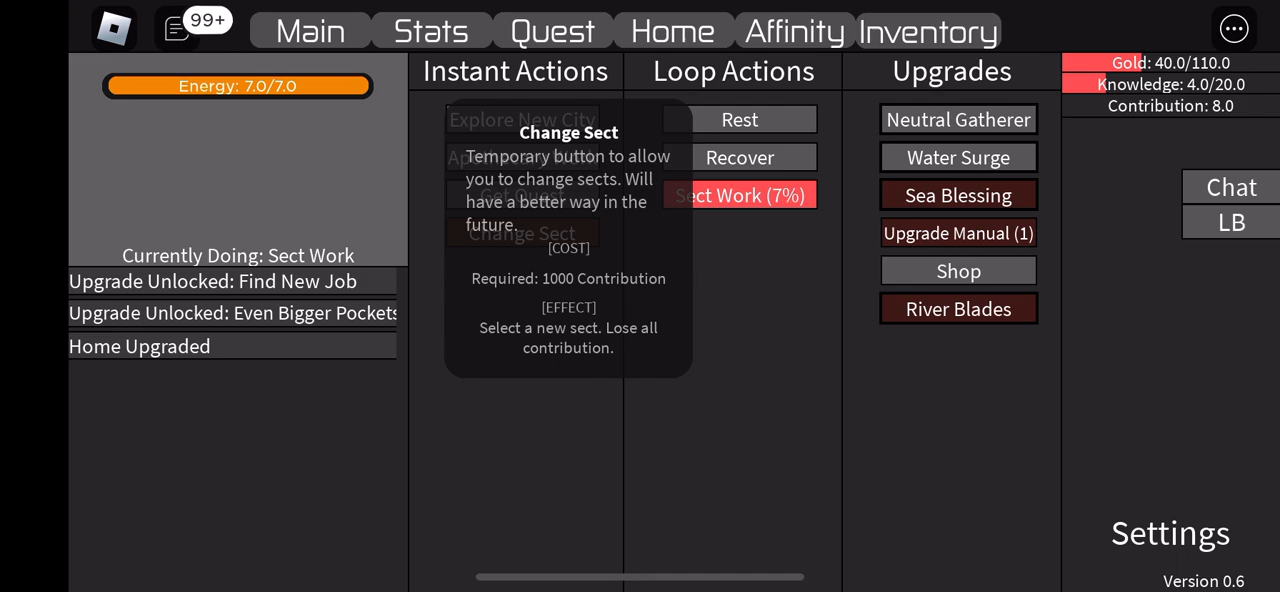 99+
Main
Stats
Quest
Home
Affinity
Inventory
Energy: 7.0/7.0
Currently Doing: Sect Work
Upgrade Unlocked: Find New Job
Upgrade Unlocked: Even Bigger Pockets
Home Upgraded
Instant Actions
Explore New City
Get Quest
Change Sect
Change Sect
Temporary button to allow
you to change sects. Will
have a better way in the
future.
[COST]
Required: 1000 Contribution
[EFFECT]
Select a new sect. Lose all
contribution.
Loop Actions
Rest
Recover
Sect Work (7%)
Upgrades
Neutral Gatherer
Water Surge
Sea Blessing
Upgrade Manual (1)
Shop
River Blades
Gold: 40.0/110.0
Knowledge: 4.0/20.0
Contribution: 8.0
Chat
LB
Settings
Version 0.6